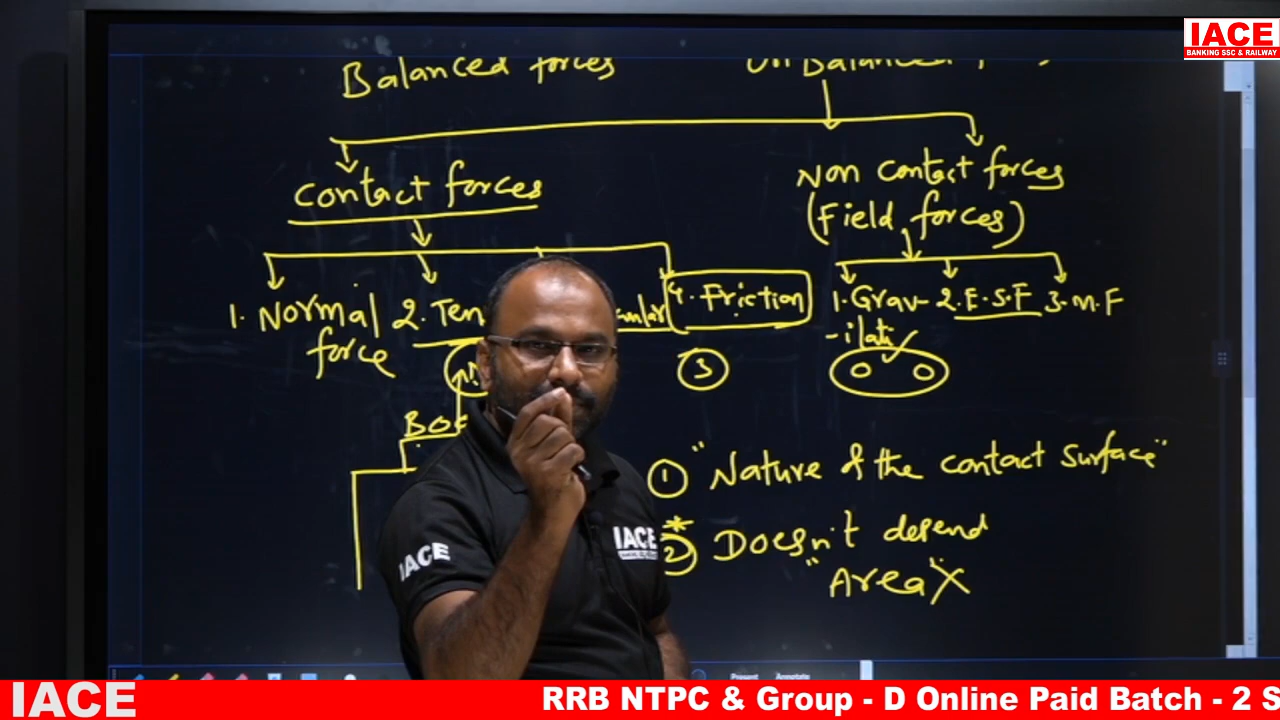 IACE
BANKING SSC & RAILWAY
Balanced forces
contact forces
Non contact forces
(Field forces)
1. Normal force
2. Ten
4. Friction
3
1. Grav-
-itati
2. E.S.F
3. M.F
① "Nature of the contact surface"
* ② Doesn't depend
"Area" X
IACE
IACE
IACE
RRB NTPC & Group - D Online Paid Batch - 2 S